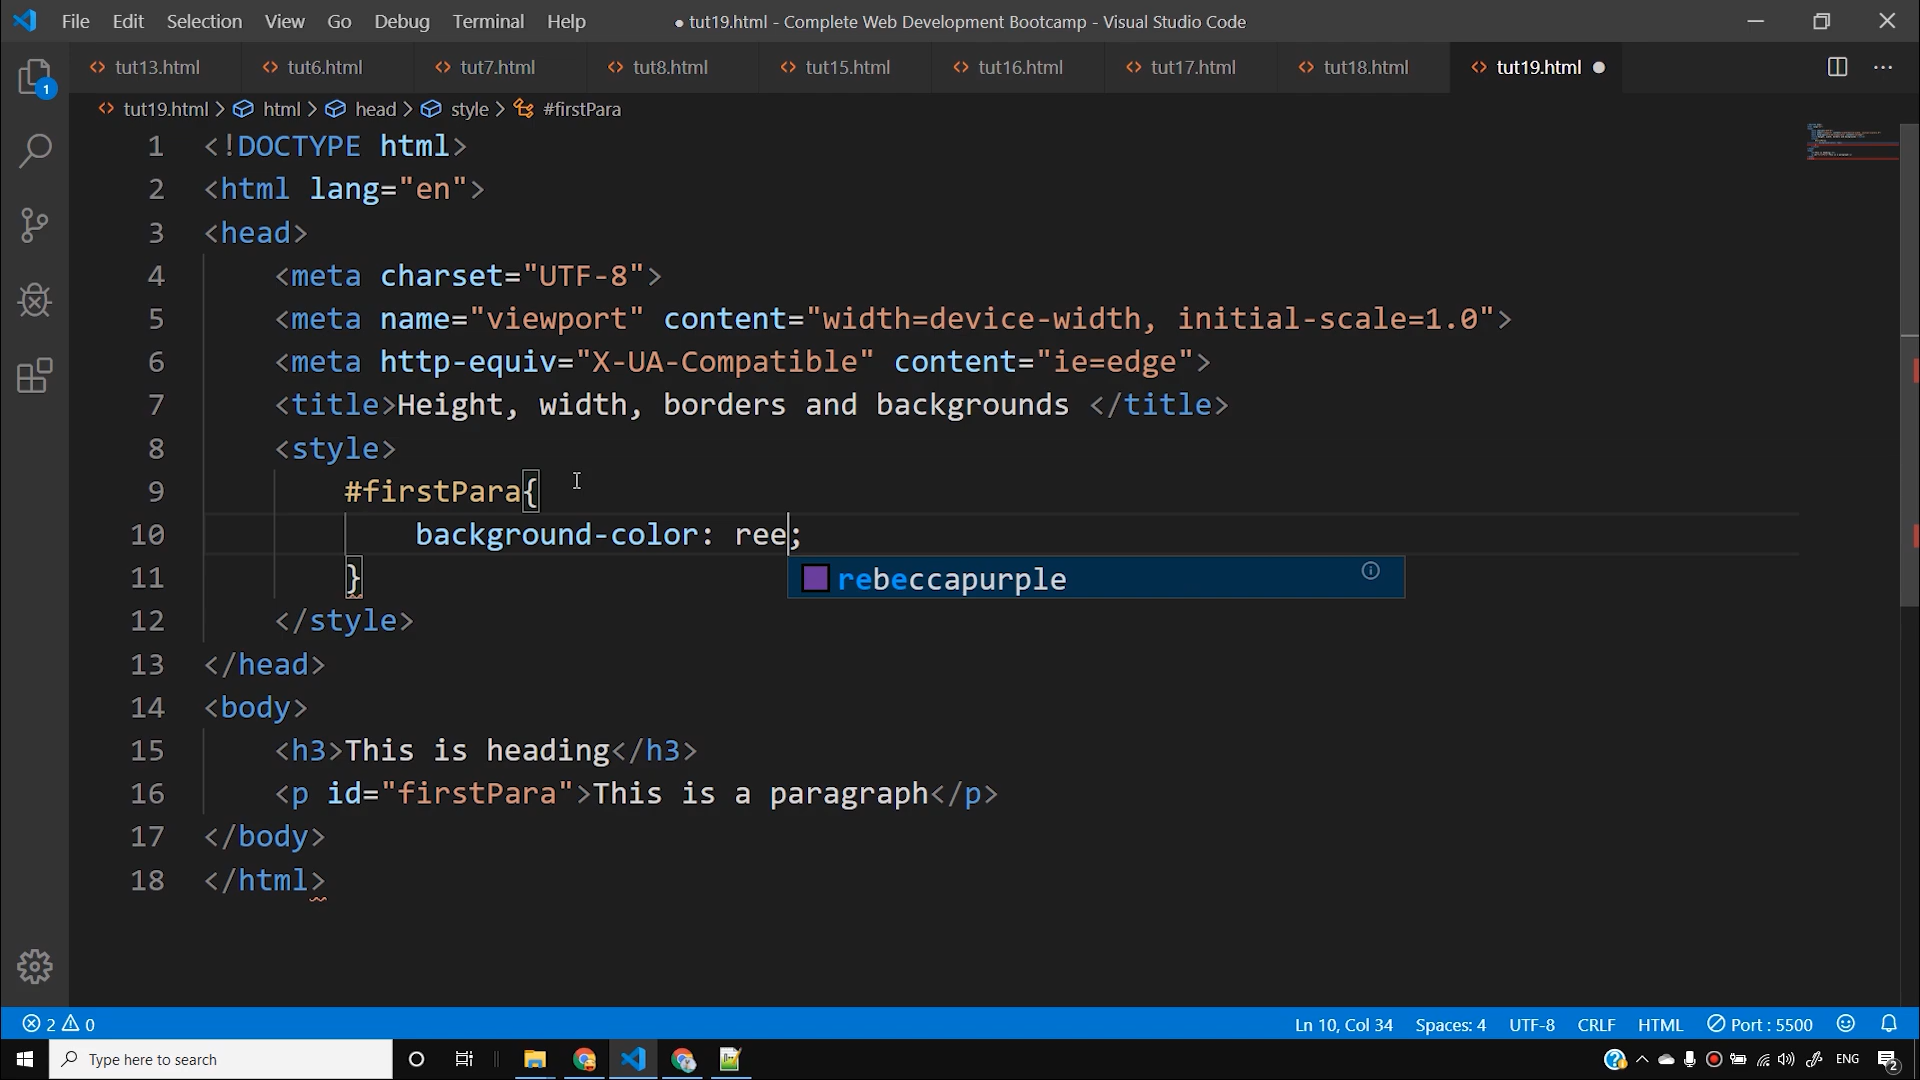 File Edit Selection View Go Debug Terminal Help ● tut19.html - Complete Web Development Bootcamp - Visual Studio Code
tut13.html tut6.html tut7.html tut8.html tut15.html tut16.html tut17.html tut18.html tut19.html ●
1
tut19.html > html > head > style > #firstPara
1 <!DOCTYPE html>
2 <html lang="en">
3 <head>
4 <meta charset="UTF-8">
5 <meta name="viewport" content="width=device-width, initial-scale=1.0">
6 <meta http-equiv="X-UA-Compatible" content="ie=edge">
7 <title>Height, width, borders and backgrounds </title>
8 <style>
9 #firstPara{
10 background-color: ree;
rebeccapurple
11 }
12 </style>
13 </head>
14 <body>
15 <h3>This is heading</h3>
16 <p id="firstPara">This is a paragraph</p>
17 </body>
18 </html>
2 0 Ln 10, Col 34 Spaces: 4 UTF-8 CRLF HTML Port : 5500
Type here to search ENG 2